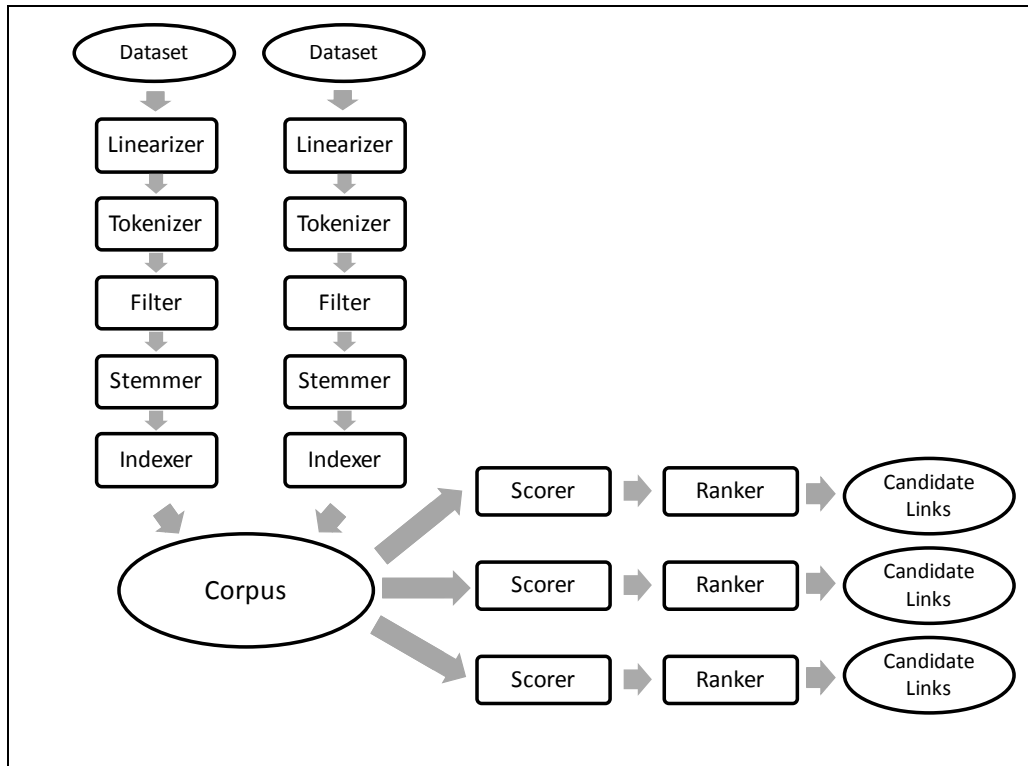 Dataset
Dataset
Linearizer
Linearizer
Tokenizer
Tokenizer
Filter
Filter
Stemmer
Stemmer
Indexer
Indexer
Corpus
Scorer
Ranker
Candidate
Links
Scorer
Ranker
Candidate
Links
Scorer
Ranker
Candidate
Links